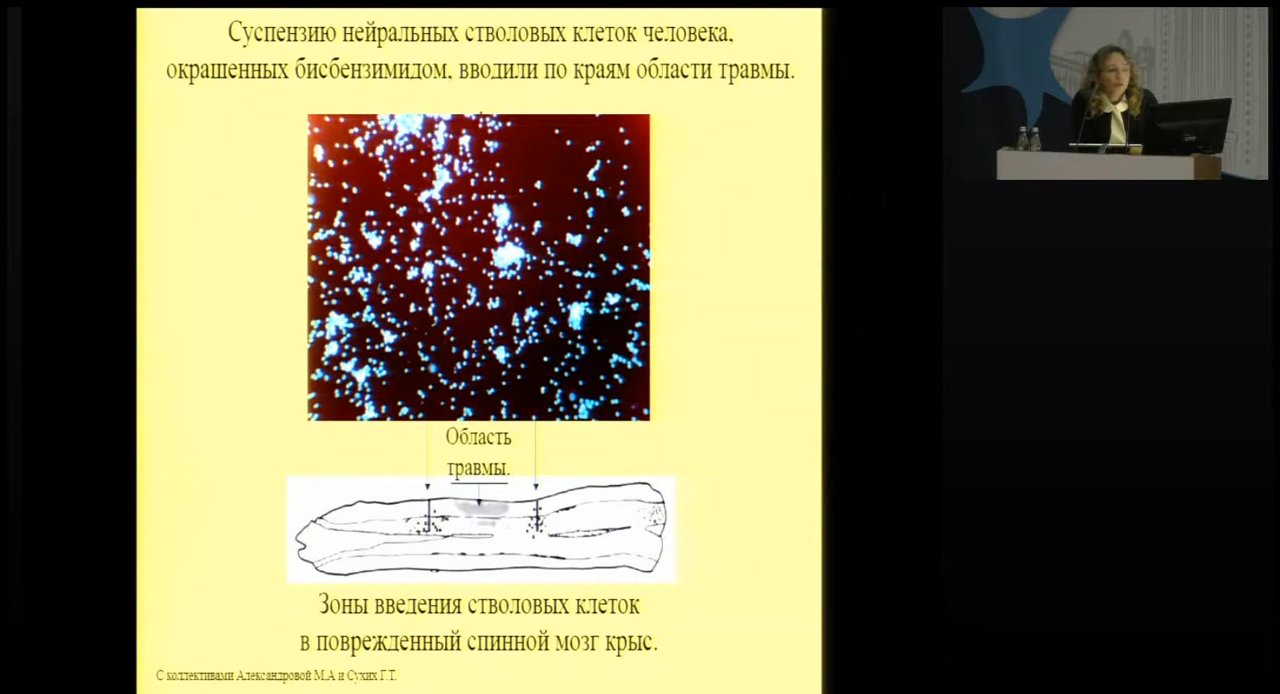 Суспензию нейральных стволовых клеток человека,
окрашенных бисбензимидом, вводили по краям области травмы.
Область
травмы.
Зоны введения стволовых клеток
в поврежденный спинной мозг крыс.
С коллективами Александровой М.А и Сухих Г.Т.